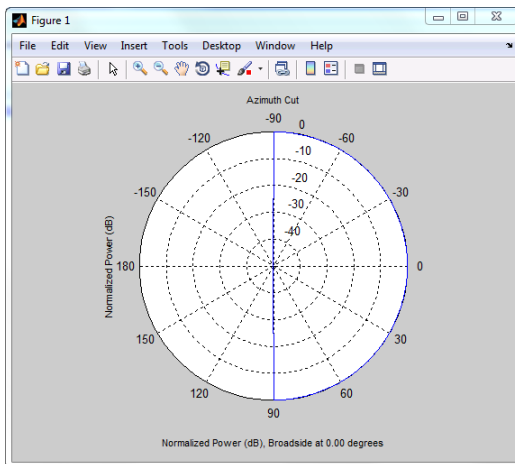 Figure 1
File Edit View Insert Tools Desktop Window Help
Azimuth Cut
-90 0
-120 -60
-10
-20
-150 -30
-30
-40
Normalized Power (dB)
180 0
150 30
120 60
90
Normalized Power (dB), Broadside at 0.00 degrees